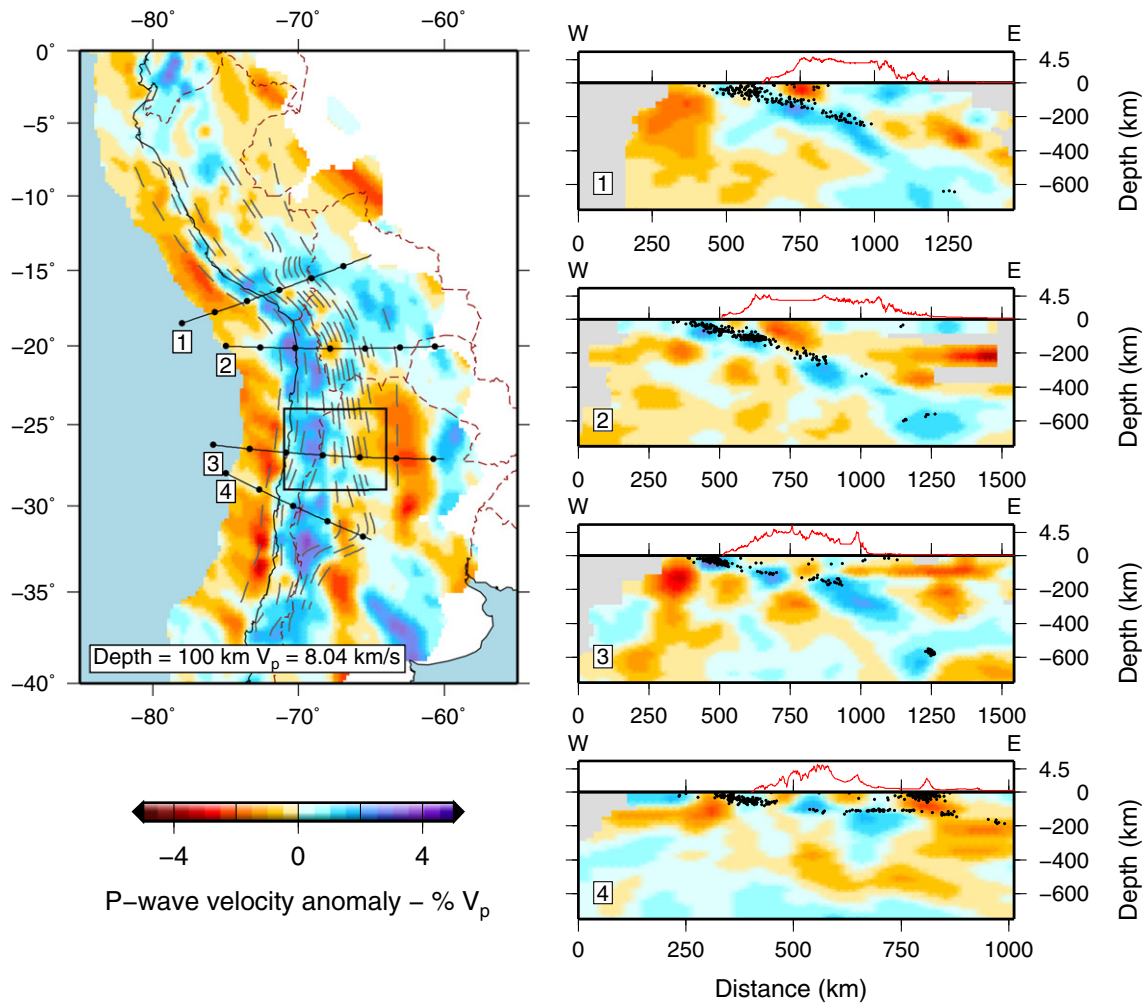 −80° −70° −60°
0°
−5°
−10°
−15°
−20°
−25°
−30°
−35°
−40°
1
2
3
4
Depth = 100 km Vp = 8.04 km/s
−80° −70° −60°
−4 0 4
P−wave velocity anomaly − % Vp
W E
4.5
0
−200
−400
−600
Depth (km)
1
0 250 500 750 1000 1250
W E
4.5
0
−200
−400
−600
Depth (km)
2
0 250 500 750 1000 1250 1500
W E
4.5
0
−200
−400
−600
Depth (km)
3
0 250 500 750 1000 1250 1500
W E
4.5
0
−200
−400
−600
Depth (km)
4
0 250 500 750 1000
Distance (km)